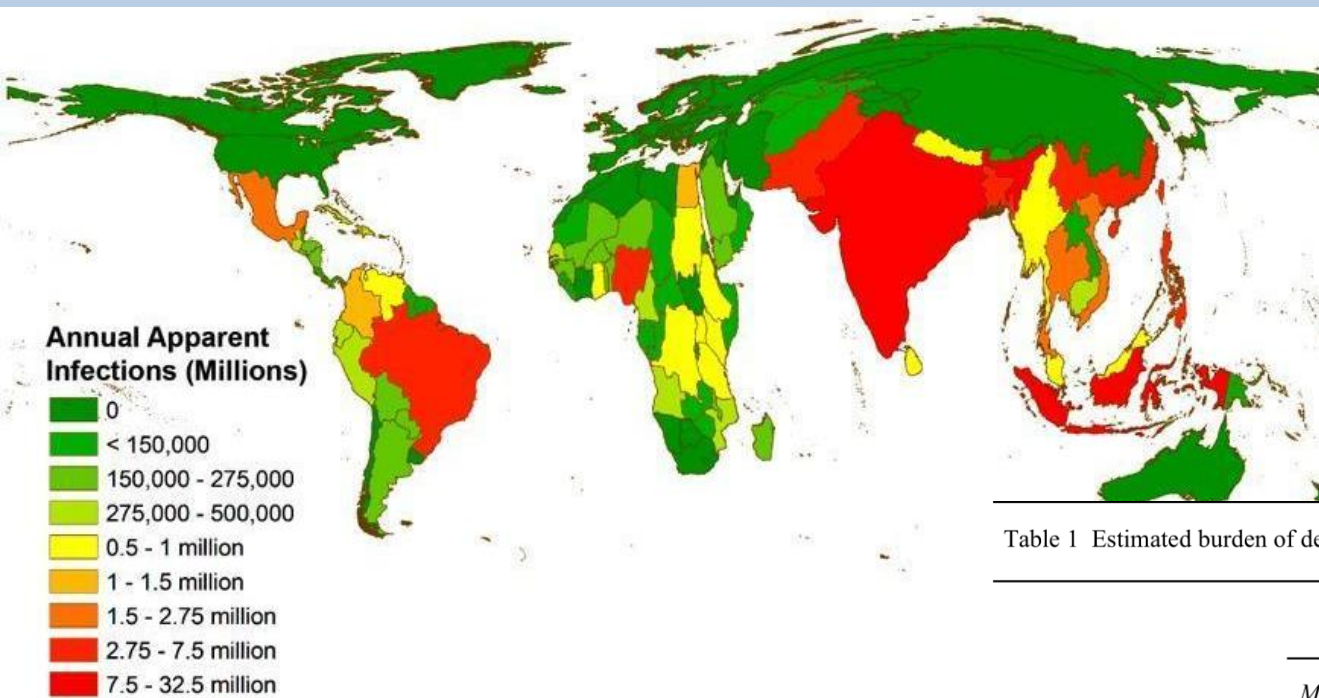 Annual Apparent
Infections (Millions)
0
< 150,000
150,000 - 275,000
275,000 - 500,000
0.5 - 1 million
1 - 1.5 million
1.5 - 2.75 million
2.75 - 7.5 million
7.5 - 32.5 million
Table 1 Estimated burden of de
M